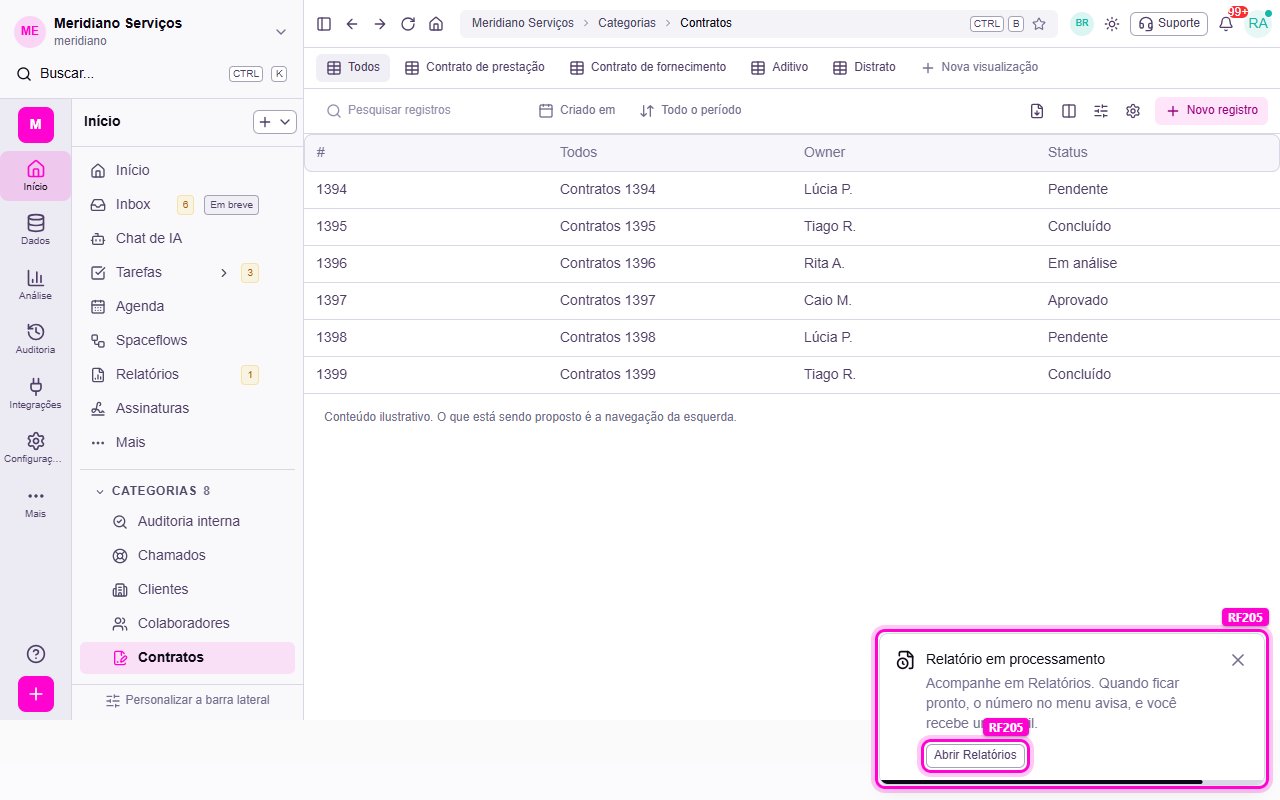 ME
Meridiano Serviços
meridiano
Buscar...
CTRL K
Meridiano Serviços > Categorias > Contratos
CTRL B
BR
Suporte
99+
RA
Todos
Contrato de prestação
Contrato de fornecimento
Aditivo
Distrato
Nova visualização
Pesquisar registros
Criado em
Todo o período
Novo registro
M
Início
Dados
Análise
Auditoria
Integrações
Configuraç...
Mais
Início
Início
Inbox 6 Em breve
Chat de IA
Tarefas 3
Agenda
Spaceflows
Relatórios 1
Assinaturas
Mais
CATEGORIAS 8
Auditoria interna
Chamados
Clientes
Colaboradores
Contratos
Personalizar a barra lateral
# Todos Owner Status
1394 Contratos 1394 Lúcia P. Pendente
1395 Contratos 1395 Tiago R. Concluído
1396 Contratos 1396 Rita A. Em análise
1397 Contratos 1397 Caio M. Aprovado
1398 Contratos 1398 Lúcia P. Pendente
1399 Contratos 1399 Tiago R. Concluído
Conteúdo ilustrativo. O que está sendo proposto é a navegação da esquerda.
RF205
Relatório em processamento
Acompanhe em Relatórios. Quando ficar
pronto, o número no menu avisa, e você
recebe
RF205
Abrir Relatórios